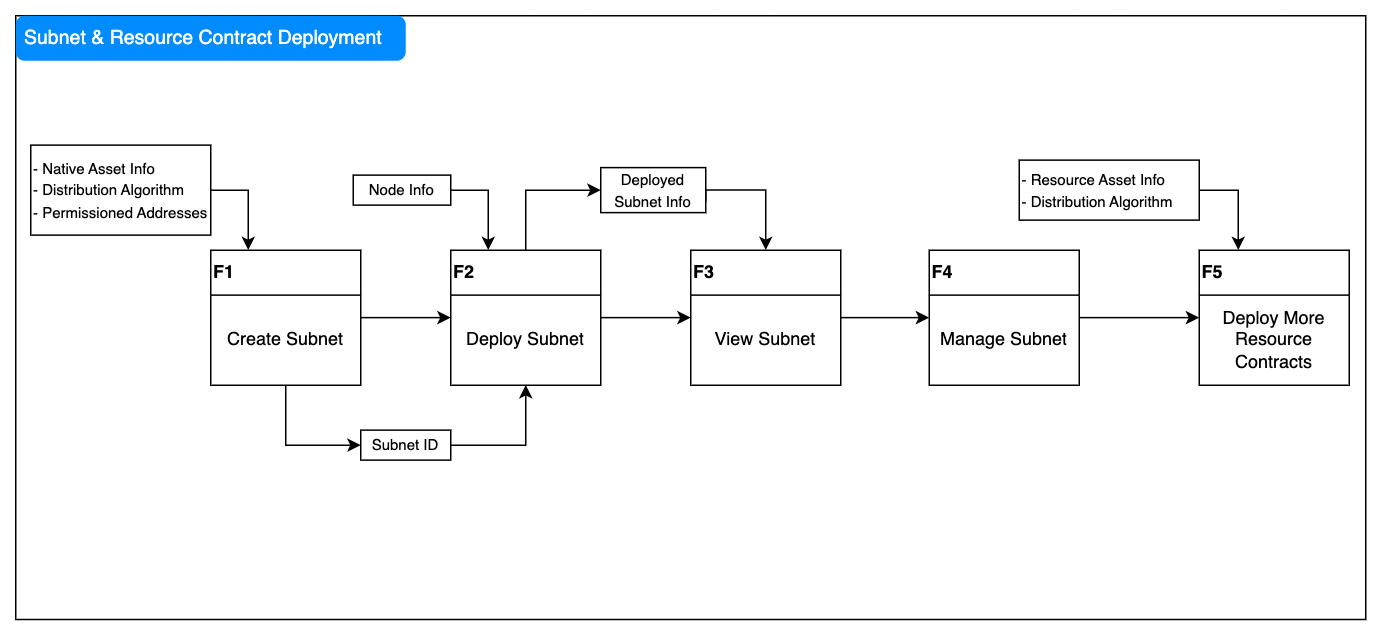 Subnet & Resource Contract Deployment
- Native Asset Info
- Distribution Algorithm
- Permissioned Addresses
Node Info
Deployed
Subnet Info
- Resource Asset Info
- Distribution Algorithm
F1
Create Subnet
F2
Deploy Subnet
F3
View Subnet
F4
Manage Subnet
F5
Deploy More
Resource
Contracts
Subnet ID